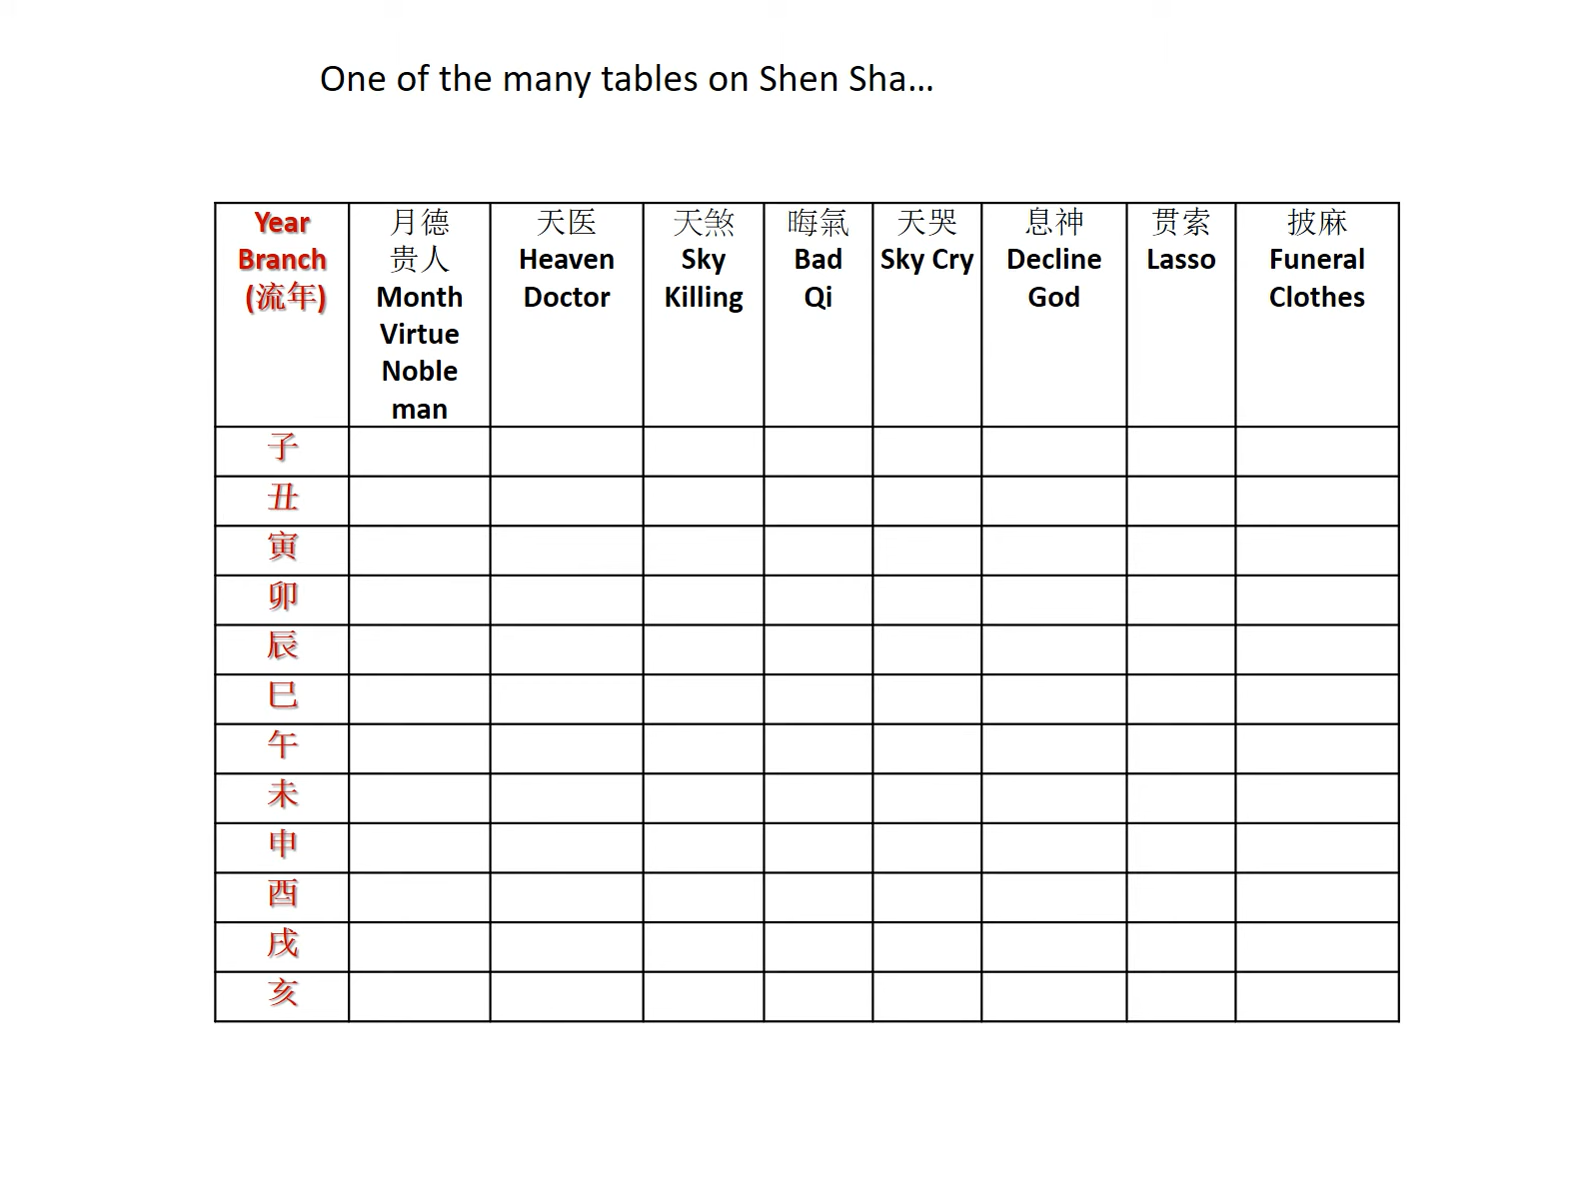 One of the many tables on Shen Sha...
Year
Branch
(流年)
月德
贵人
Month
Virtue
Noble
man
天医
Heaven
Doctor
天煞
Sky
Killing
晦氣
Bad
Qi
天哭
Sky Cry
息神
Decline
God
贯索
Lasso
披麻
Funeral
Clothes
子
丑
寅
卯
辰
巳
午
未
申
酉
戌
亥